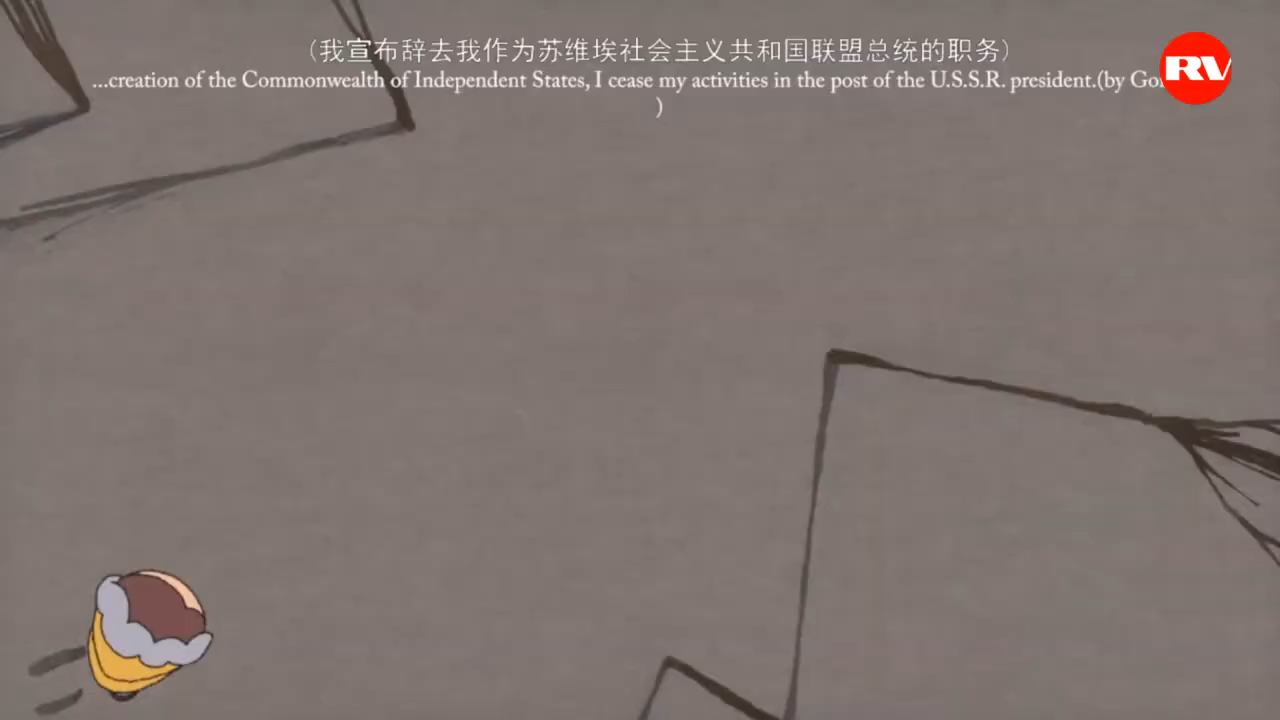 (我宣布辞去我作为苏维埃社会主义共和国联盟总统的职务)
...creation of the Commonwealth of Independent States, I cease my activities in the post of the U.S.S.R. president.(by
)
RV